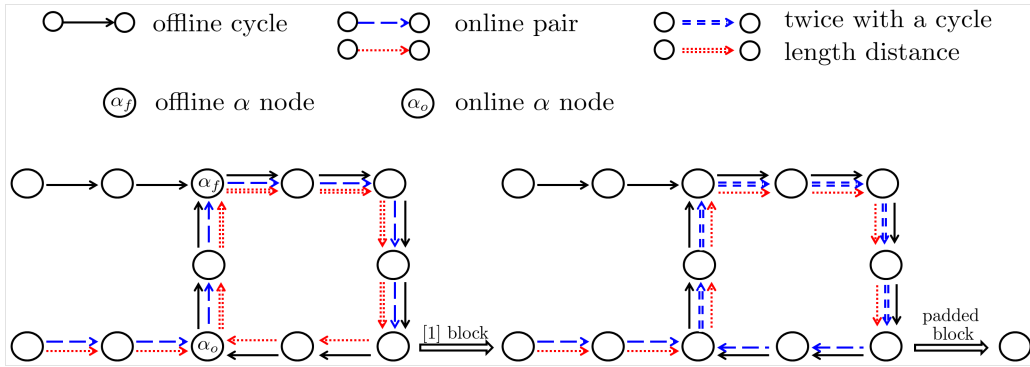 offline cycle
online pair
twice with a cycle
length distance
α_f offline α node
α_o online α node
α_f
α_o
[1] block
padded
block